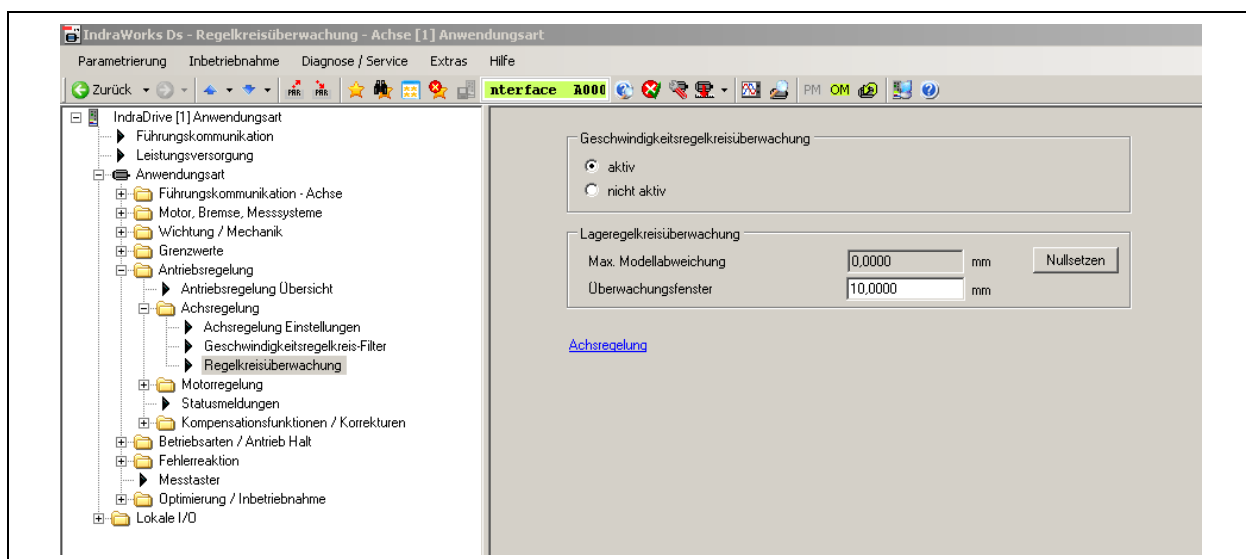 IndraWorks Ds - Regelkreisüberwachung - Achse [1] Anwendungsart
Parametrierung Inbetriebnahme Diagnose / Service Extras Hilfe
Zurück PAR PAR nterface A000 PM OM
IndraDrive [1] Anwendungsart
Führungskommunikation
Leistungsversorgung
Anwendungsart
Führungskommunikation - Achse
Motor, Bremse, Messsysteme
Wichtung / Mechanik
Grenzwerte
Antriebsregelung
Antriebsregelung Übersicht
Achsregelung
Achsregelung Einstellungen
Geschwindigkeitsregelkreis-Filter
Regelkreisüberwachung
Motorregelung
Statusmeldungen
Kompensationsfunktionen / Korrekturen
Betriebsarten / Antrieb Halt
Fehlerreaktion
Messtaster
Optimierung / Inbetriebnahme
Lokale I/O
Geschwindigkeitsregelkreisüberwachung
aktiv
nicht aktiv
Lageregelkreisüberwachung
Max. Modellabweichung 0,0000 mm Nullsetzen
Überwachungsfenster 10,0000 mm
Achsregelung